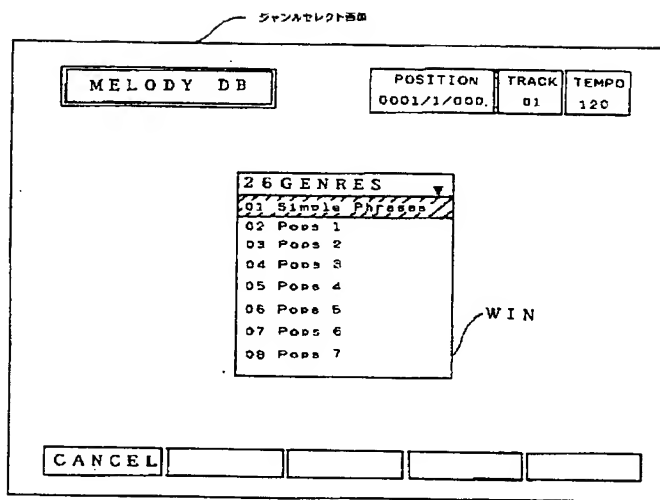 ジャンルセレクト画面
MELODY DB
POSITION TRACK TEMPO
0001/1/000. 01 120
26GENRES
01 Simple Phrases
02 Pops 1
03 Pops 2
04 Pops 3
05 Pops 4
06 Pops 5
07 Pops 6
08 Pops 7
WIN
CANCEL